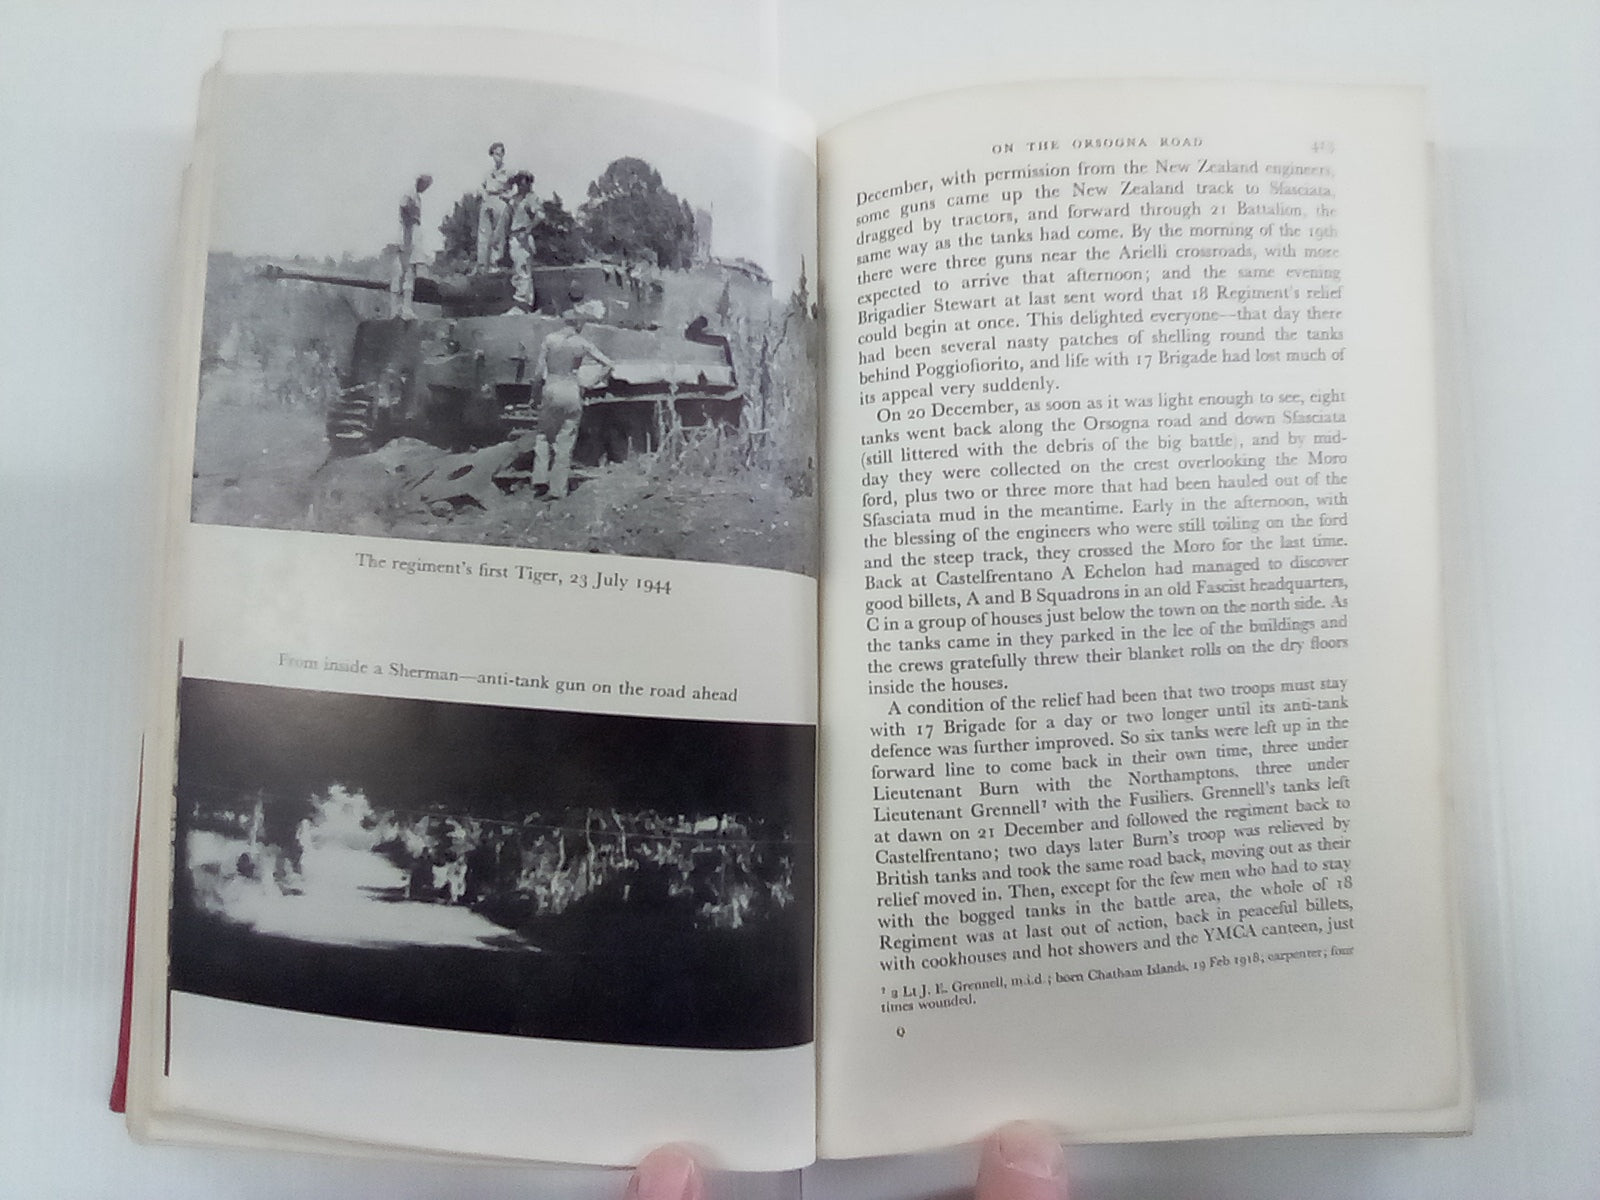 The regiment's first Tiger, 23 July 1944
From inside a Sherman—anti-tank gun on the road ahead
ON THE ORSOGNA ROAD
December, with permission from the New Zealand engineers,
some guns came up the New Zealand track to Sfasciata,
dragged by tractors, and forward through 21 Battalion, the
same way as the tanks had come. By the morning of the 19th
there were three guns near the Arielli crossroads, with more
expected to arrive that afternoon; and the same evening
Brigadier Stewart at last sent word that 18 Regiment's relief
could begin at once. This delighted everyone—that day there
had been several nasty patches of shelling round the tanks
behind Poggiofiorito, and life with 17 Brigade had lost much of
its appeal very suddenly.
On 20 December, as soon as it was light enough to see, eight
tanks went back along the Orsogna road and down Sfasciata
(still littered with the debris of the big battle), and by mid-
day they were collected on the crest overlooking the Moro
ford, plus two or three more that had been hauled out of the
Sfasciata mud in the meantime. Early in the afternoon, with
the blessing of the engineers who were still toiling on the ford
and the steep track, they crossed the Moro for the last time.
Back at Castelfrentano A Echelon had managed to discover
good billets, A and B Squadrons in an old Fascist headquarters,
C in a group of houses just below the town on the north side. As
the tanks came in they parked in the lee of the buildings and
the crews gratefully threw their blanket rolls on the dry floors
inside the houses.
A condition of the relief had been that two troops must stay
with 17 Brigade for a day or two longer until its anti-tank
defence was further improved. So six tanks were left up in the
forward line to come back in their own time, three under
Lieutenant Burn with the Northamptons, three under
Lieutenant Grennell⁷ with the Fusiliers. Grennell's tanks left
at dawn on 21 December and followed the regiment back to
Castelfrentano; two days later Burn's troop was relieved by
British tanks and took the same road back, moving out as their
relief moved in. Then, except for the few men who had to stay
with the bogged tanks in the battle area, the whole of 18
Regiment was at last out of action, back in peaceful billets,
with cookhouses and hot showers and the YMCA canteen, just
⁷ 2 Lt J. E. Grennell, m.i.d.; born Chatham Islands, 19 Feb 1918; carpenter; four
times wounded.
Q